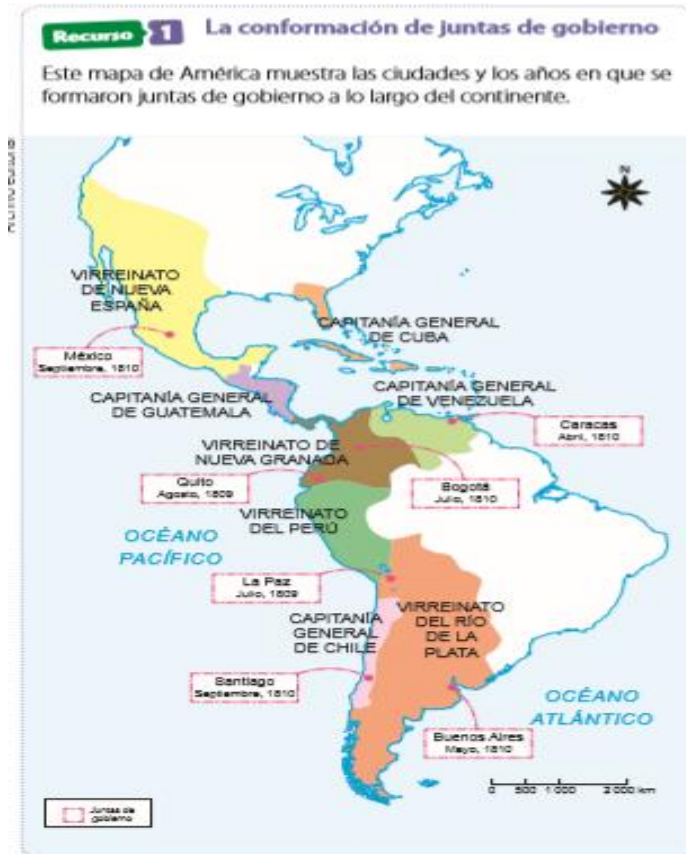 Recurso 1 La conformación de juntas de gobierno
Este mapa de América muestra las ciudades y los años en que se
formaron juntas de gobierno a lo largo del continente.
Archivo editorial
N
VIRREINATO
DE NUEVA
ESPAÑA
CAPITANÍA GENERAL
DE CUBA
México
Septiembre, 1810
CAPITANÍA GENERAL
DE GUATEMALA
CAPITANÍA GENERAL
DE VENEZUELA
Caracas
Abril, 1810
VIRREINATO DE
NUEVA GRANADA
Quito
Agosto, 1809
Bogotá
Julio, 1810
VIRREINATO
DEL PERÚ
OCÉANO
PACÍFICO
La Paz
Julio, 1809
CAPITANÍA
GENERAL
DE CHILE
VIRREINATO
DEL RÍO
DE LA
PLATA
Santiago
Septiembre, 1810
OCÉANO
ATLÁNTICO
Buenos Aires
Mayo, 1810
0 500 1 000 2 000 km
Juntas de
gobierno